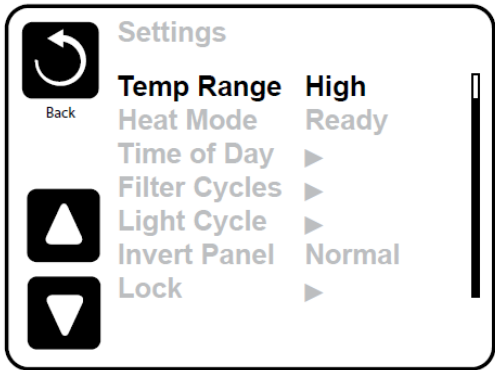 Settings
Back
Temp Range High
Heat Mode Ready
Time of Day ▶
Filter Cycles ▶
Light Cycle ▶
Invert Panel Normal
Lock ▶